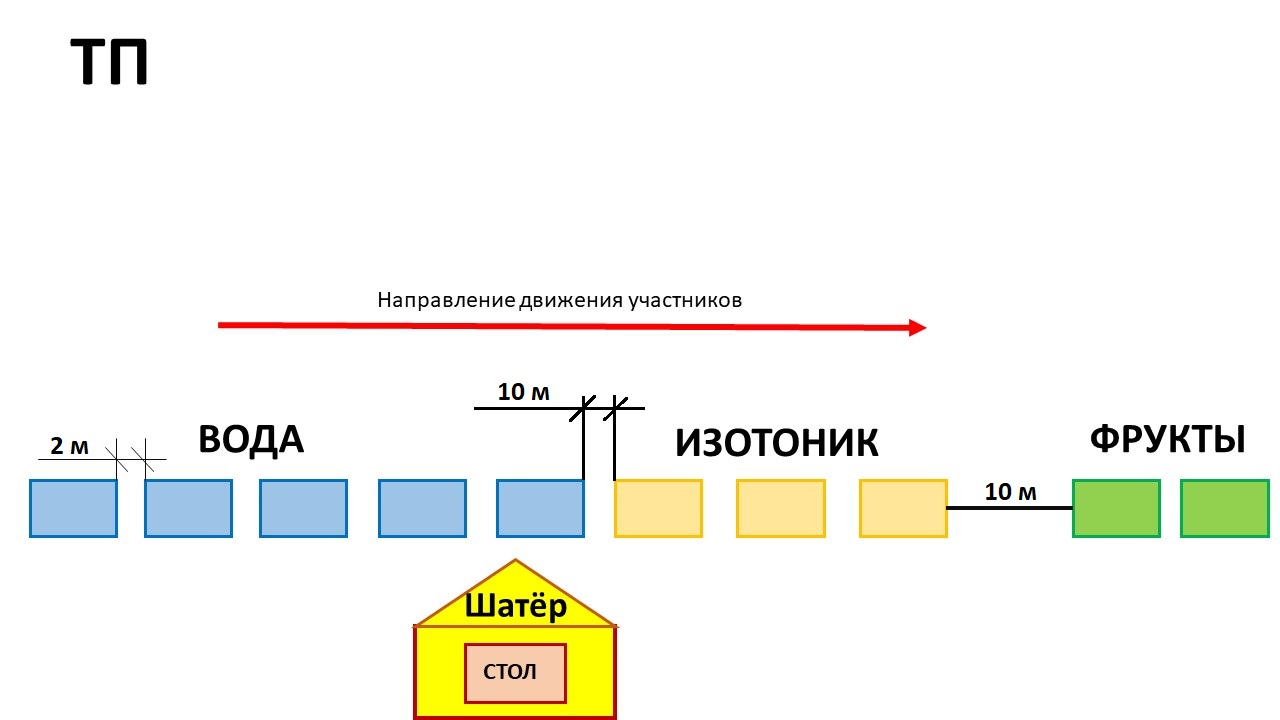 ТП
Направление движения участников
10 м
2 м
ВОДА
ИЗОТОНИК
ФРУКТЫ
10 м
Шатёр
СТОЛ